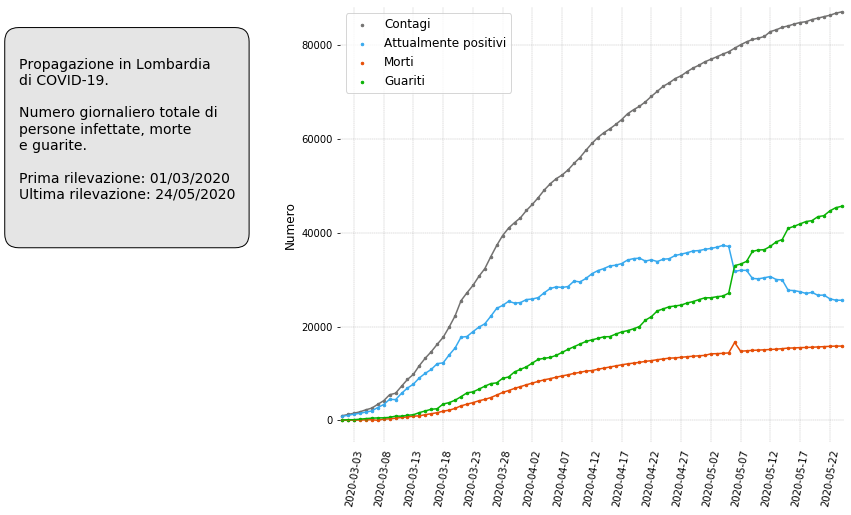 Propagazione in Lombardia
di COVID-19.
Numero giornaliero totale di
persone infettate, morte
e guarite.
Prima rilevazione: 01/03/2020
Ultima rilevazione: 24/05/2020
Contagi
Attualmente positivi
Morti
Guariti
Numero
80000
60000
40000
20000
0
2020-03-03
2020-03-08
2020-03-13
2020-03-18
2020-03-23
2020-03-28
2020-04-02
2020-04-07
2020-04-12
2020-04-17
2020-04-22
2020-04-27
2020-05-02
2020-05-07
2020-05-12
2020-05-17
2020-05-22